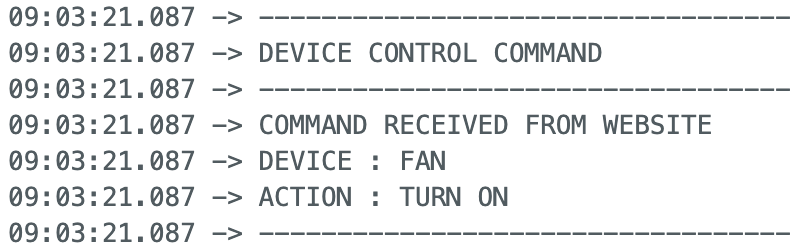 09:03:21.087 -> ----------------------------------
09:03:21.087 -> DEVICE CONTROL COMMAND
09:03:21.087 -> ----------------------------------
09:03:21.087 -> COMMAND RECEIVED FROM WEBSITE
09:03:21.087 -> DEVICE : FAN
09:03:21.087 -> ACTION : TURN ON
09:03:21.087 -> ----------------------------------